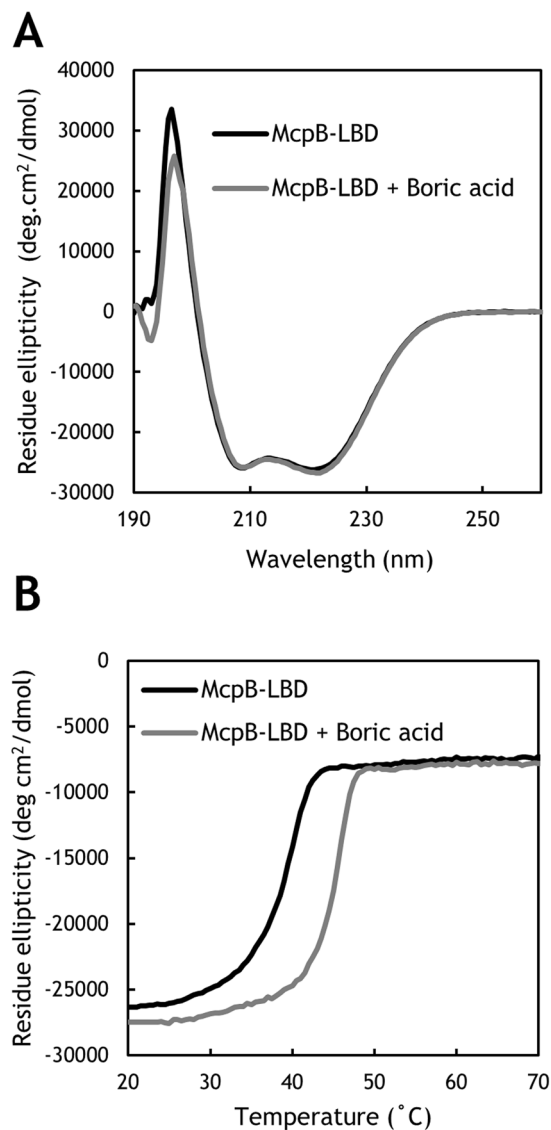 A
Residue ellipticity (deg.cm²/dmol)
40000
30000
20000
10000
0
-10000
-20000
-30000
McpB-LBD
McpB-LBD + Boric acid
190 210 230 250
Wavelength (nm)
B
Residue ellipticity (deg cm²/dmol)
0
-5000
-10000
-15000
-20000
-25000
-30000
McpB-LBD
McpB-LBD + Boric acid
20 30 40 50 60 70
Temperature (˚C)